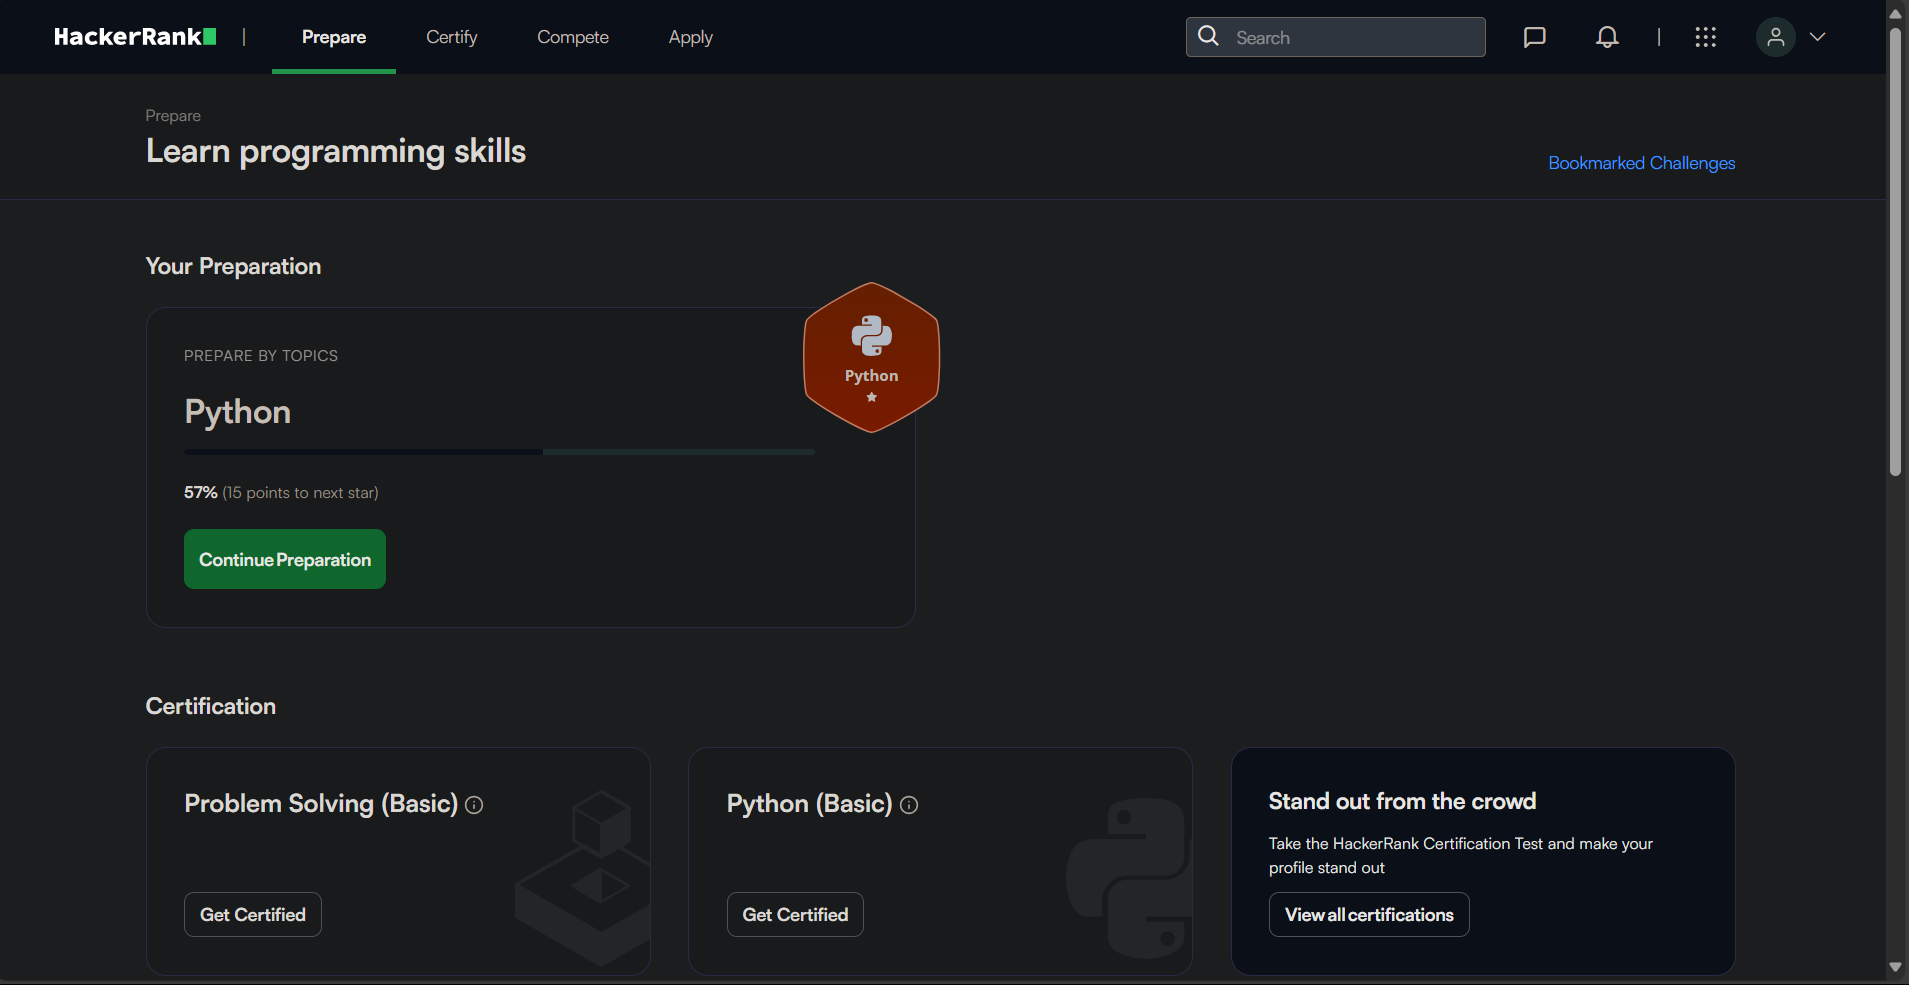 HackerRank
Prepare
Certify
Compete
Apply
Search
Prepare
Learn programming skills
Bookmarked Challenges
Your Preparation
PREPARE BY TOPICS
Python
Python
57% (15 points to next star)
Continue Preparation
Certification
Problem Solving (Basic)
Get Certified
Python (Basic)
Get Certified
Stand out from the crowd
Take the HackerRank Certification Test and make your
profile stand out
View all certifications